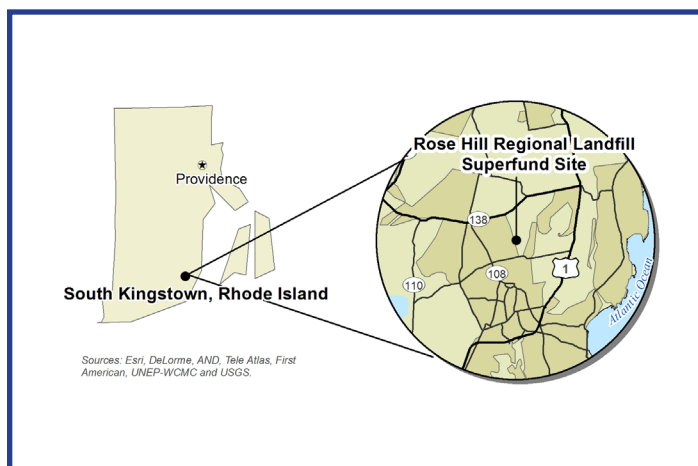 Providence
South Kingstown, Rhode Island
Sources: Esri, DeLorme, AND, Tele Atlas, First
American, UNEP-WCMC and USGS.
Rose Hill Regional Landfill
Superfund Site
138
110
108
1
Atlantic Ocean